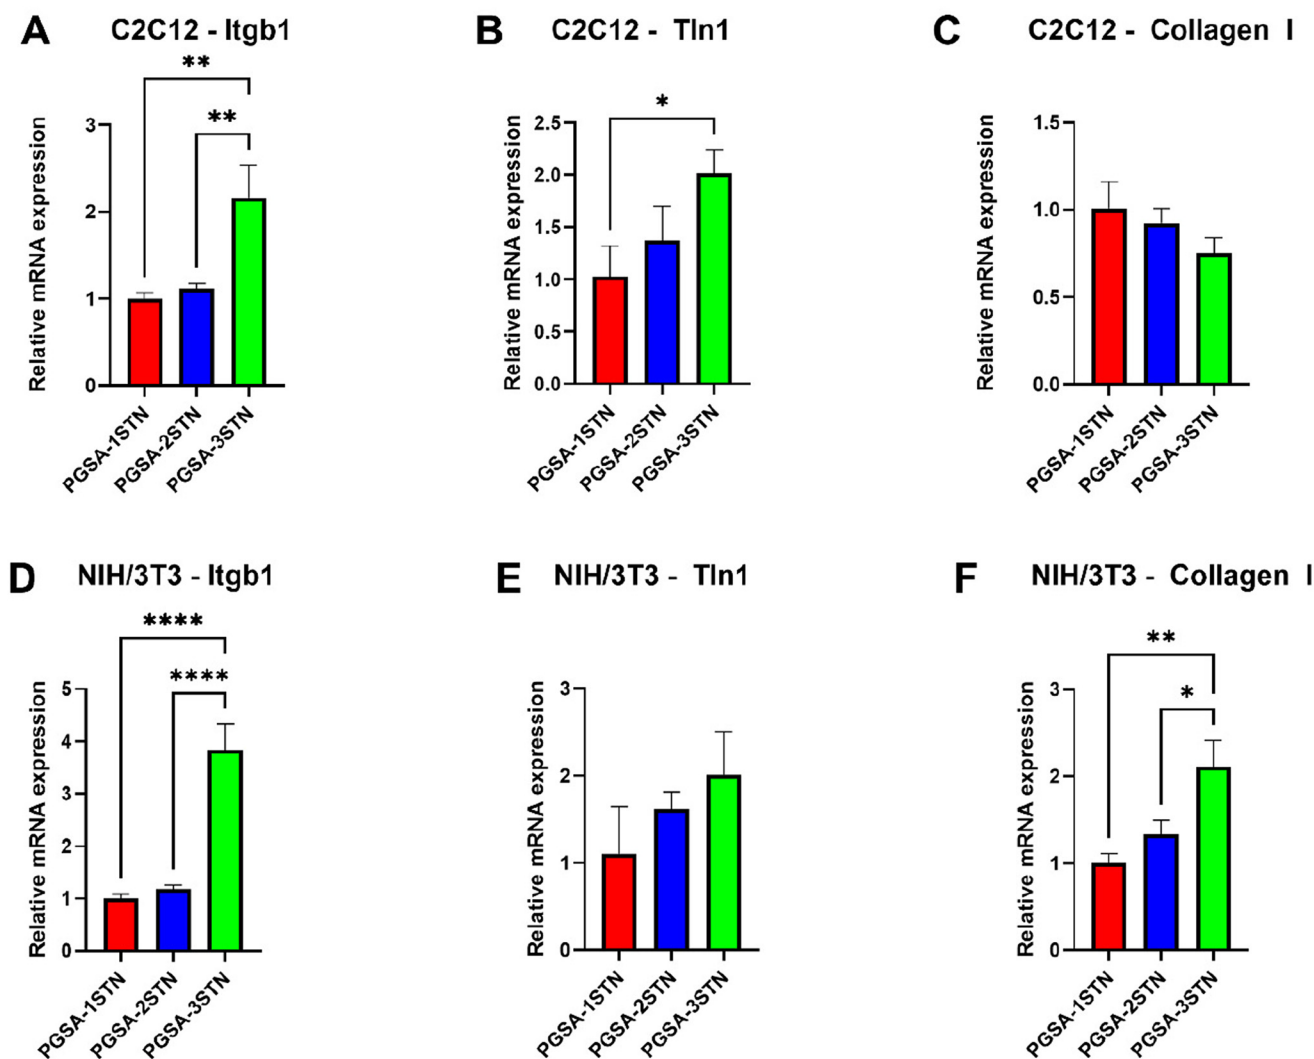 A
C2C12 - Itgb1
**
**
Relative mRNA expression
3
2
1
0
PGSA-1STN
PGSA-2STN
PGSA-3STN
B
C2C12 - Tln1
*
Relative mRNA expression
2.5
2.0
1.5
1.0
0.5
0.0
PGSA-1STN
PGSA-2STN
PGSA-3STN
C
C2C12 - Collagen I
Relative mRNA expression
1.5
1.0
0.5
0.0
PGSA-1STN
PGSA-2STN
PGSA-3STN
D
NIH/3T3 - Itgb1
****
****
Relative mRNA expression
5
4
3
2
1
0
PGSA-1STN
PGSA-2STN
PGSA-3STN
E
NIH/3T3 - Tln1
Relative mRNA expression
3
2
1
0
PGSA-1STN
PGSA-2STN
PGSA-3STN
F
NIH/3T3 - Collagen I
**
*
Relative mRNA expression
3
2
1
0
PGSA-1STN
PGSA-2STN
PGSA-3STN